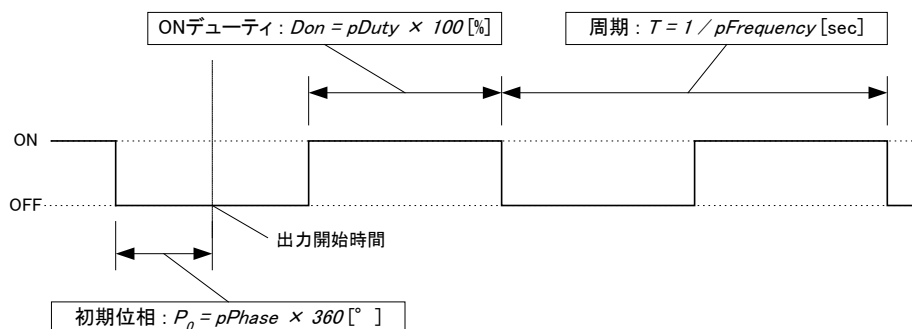 ONデューティ : Don = pDuty × 100 [%]
周期 : T = 1 / pFrequency [sec]
ON
OFF
出力開始時間
初期位相 : P0 = pPhase × 360 [° ]